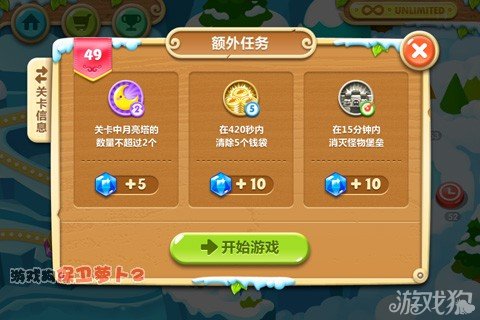 UNLIMITED
额外任务
49
关卡信息
2
5
关卡中月亮塔的
数量不超过2个
在420秒内
清除5个钱袋
在15分钟内
消灭怪物堡垒
+5
+10
+10
开始游戏
52
游戏狗保卫萝卜2
游戏狗